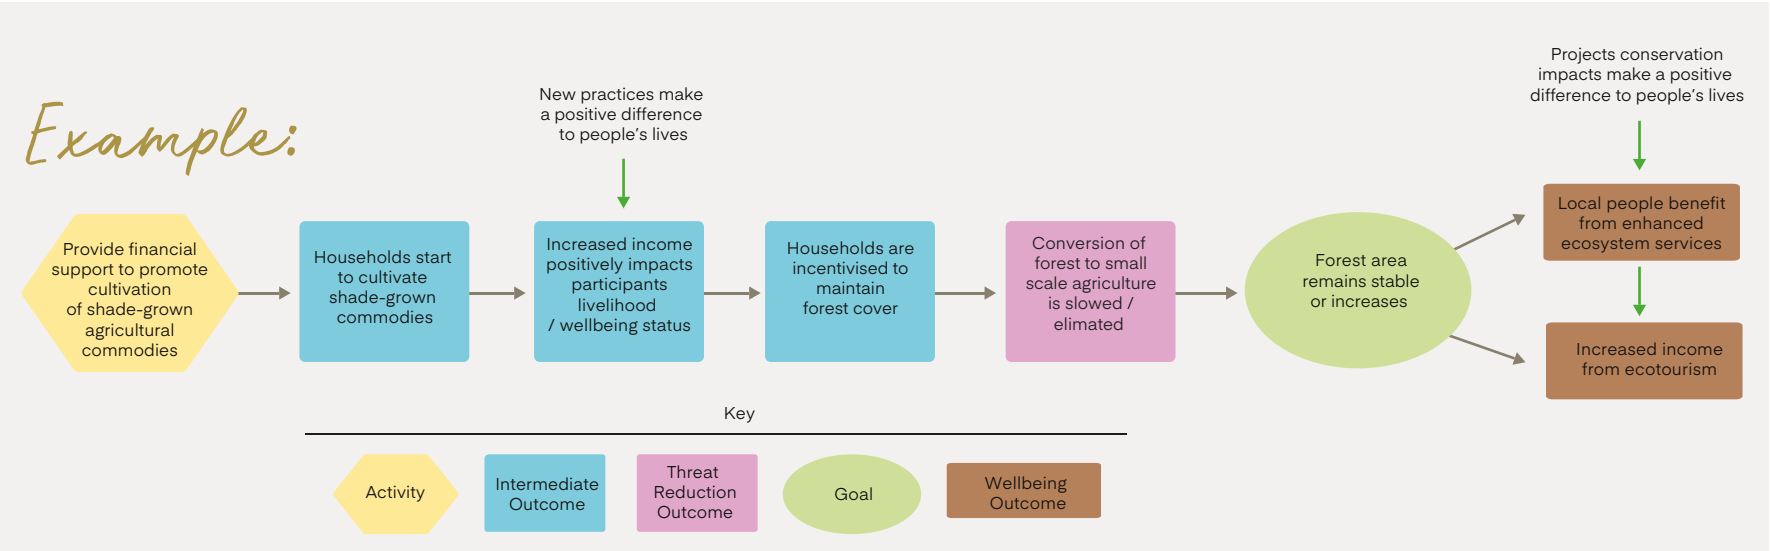 Example:
Provide financial
support to promote
cultivation
of shade-grown
agricultural
commodities
Households start
to cultivate
shade-grown
commodities
New practices make
a positive difference
to people's lives
Increased income
positively impacts
participants
livelihood
/ wellbeing status
Households are
incentivised to
maintain
forest cover
Conversion of
forest to small
scale agriculture
is slowed /
elimated
Forest area
remains stable
or increases
Projects conservation
impacts make a positive
difference to people's lives
Local people benefit
from enhanced
ecosystem services
Increased income
from ecotourism
Key
Activity
Intermediate
Outcome
Threat
Reduction
Outcome
Goal
Wellbeing
Outcome